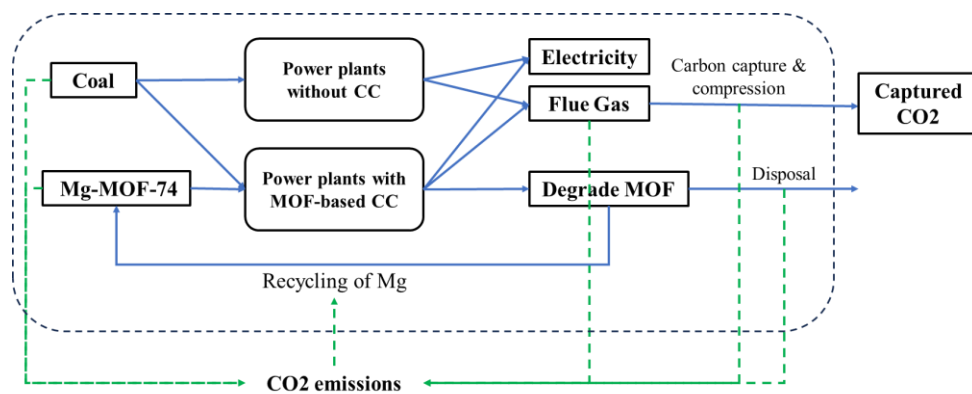 Coal
Power plants
without CC
Electricity
Flue Gas
Carbon capture &
compression
Captured
CO2
Mg-MOF-74
Power plants with
MOF-based CC
Degrade MOF
Disposal
Recycling of Mg
CO2 emissions